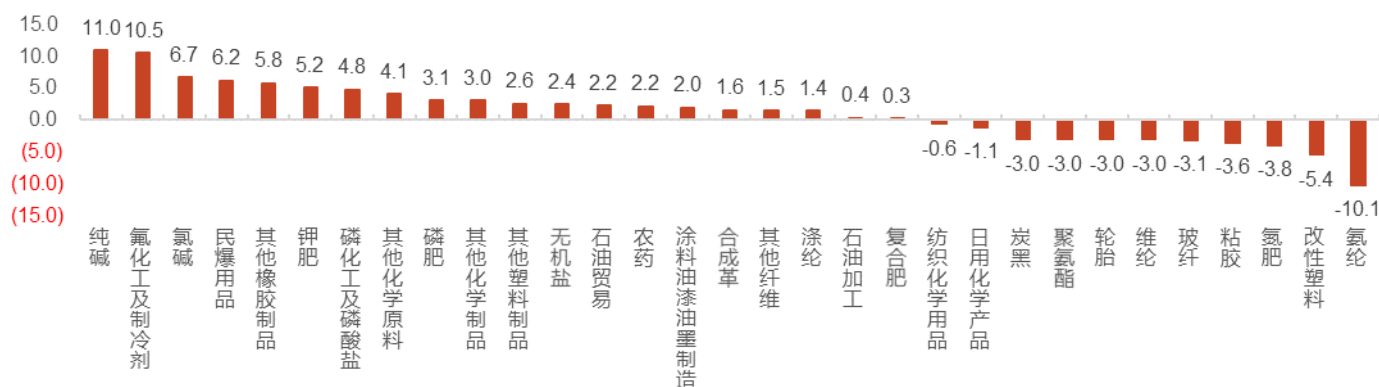 15.0
10.0
5.0
0.0
(5.0)
(10.0)
(15.0)
11.0
10.5
6.7
6.2
5.8
5.2
4.8
4.1
3.1
3.0
2.6
2.4
2.2
2.2
2.0
1.6
1.5
1.4
0.4
0.3
-0.6
-1.1
-3.0
-3.0
-3.0
-3.0
-3.1
-3.6
-3.8
-5.4
-10.1
纯碱
氟化工及制冷剂
氯碱
民爆用品
其他橡胶制品
钾肥
磷化工及磷酸盐
其他化学原料
磷肥
其他化学制品
其他塑料制品
无机盐
石油贸易
农药
涂料油漆油墨制造
合成革
其他纤维
涤纶
石油加工
复合肥
纺织化学用品
日用化学产品
炭黑
聚氨酯
轮胎
维纶
玻纤
粘胶
氮肥
改性塑料
氨纶